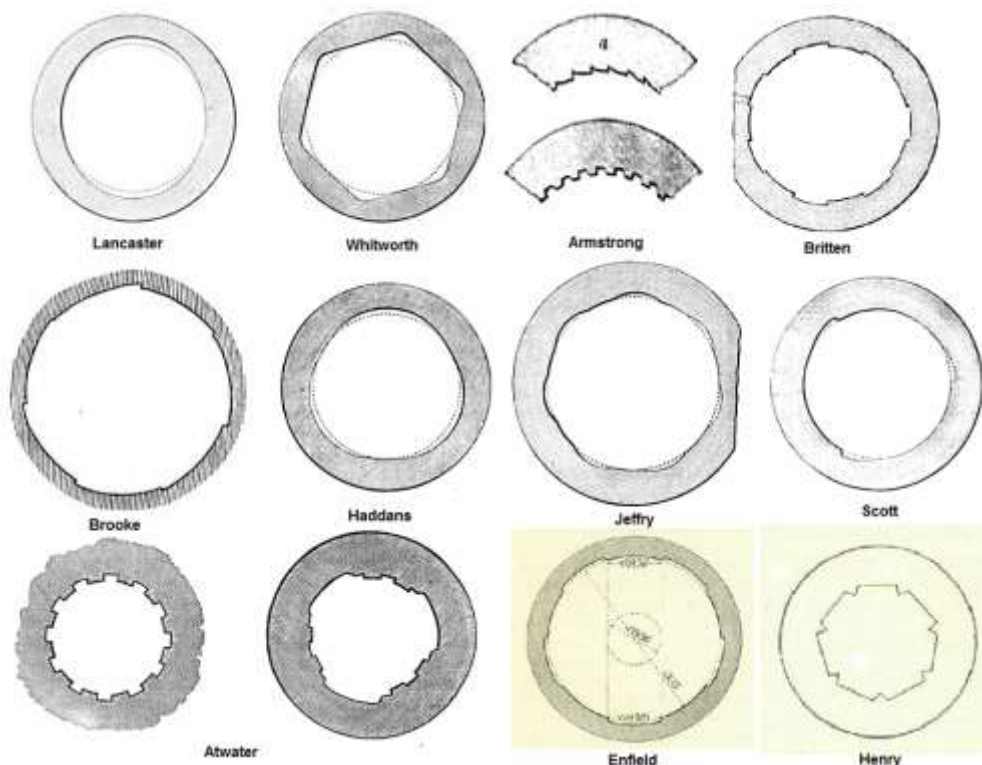 a
Lancaster
Whitworth
Armstrong
Britten
Brooke
Haddans
Jeffry
Scott
Atwater
Enfield
Henry